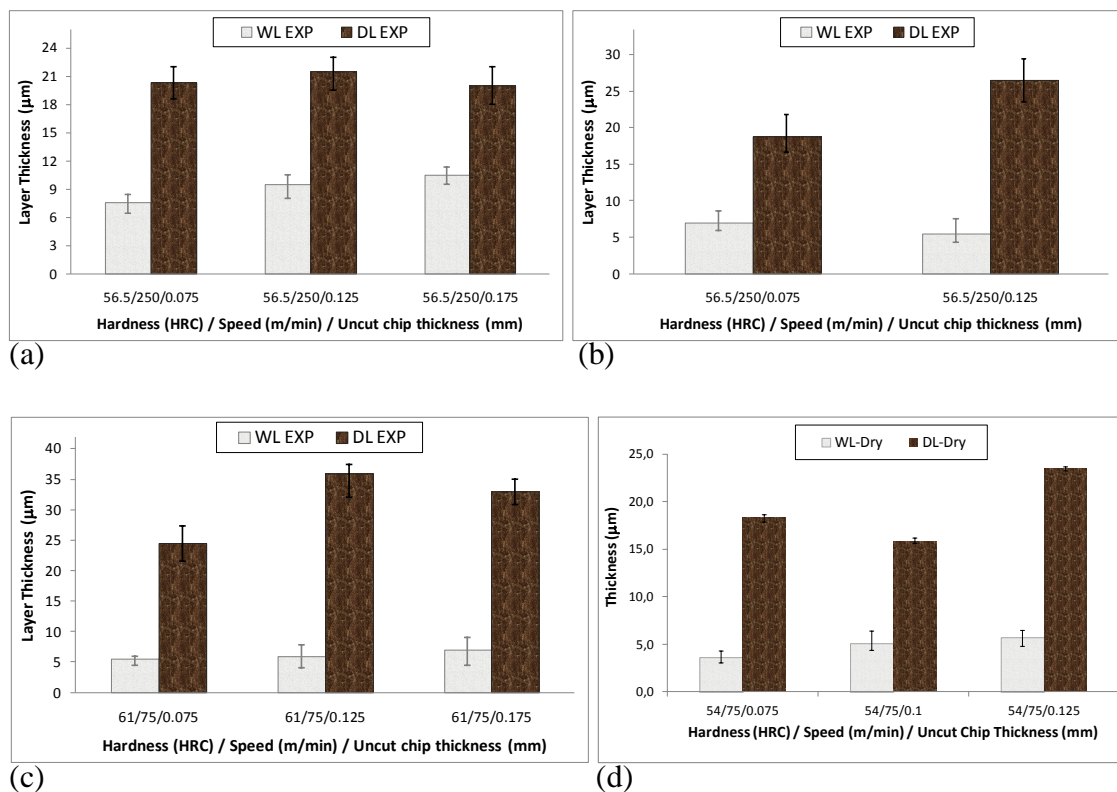 WL EXP DL EXP
Layer Thickness (µm)
24
21
18
15
12
9
6
3
0
56.5/250/0.075 56.5/250/0.125 56.5/250/0.175
Hardness (HRC) / Speed (m/min) / Uncut chip thickness (mm)
(a)
WL EXP DL EXP
Layer Thickness (µm)
30
25
20
15
10
5
0
56.5/250/0.075 56.5/250/0.125
Hardness (HRC) / Speed (m/min) / Uncut chip thickness (mm)
(b)
WL EXP DL EXP
Layer Thickness (µm)
40
35
30
25
20
15
10
5
0
61/75/0.075 61/75/0.125 61/75/0.175
Hardness (HRC) / Speed (m/min) / Uncut chip thickness (mm)
(c)
WL-Dry DL-Dry
Thickness (µm)
25,0
20,0
15,0
10,0
5,0
0,0
54/75/0.075 54/75/0.1 54/75/0.125
Hardness (HRC) / Speed (m/min) / Uncut Chip Thickness (mm)
(d)